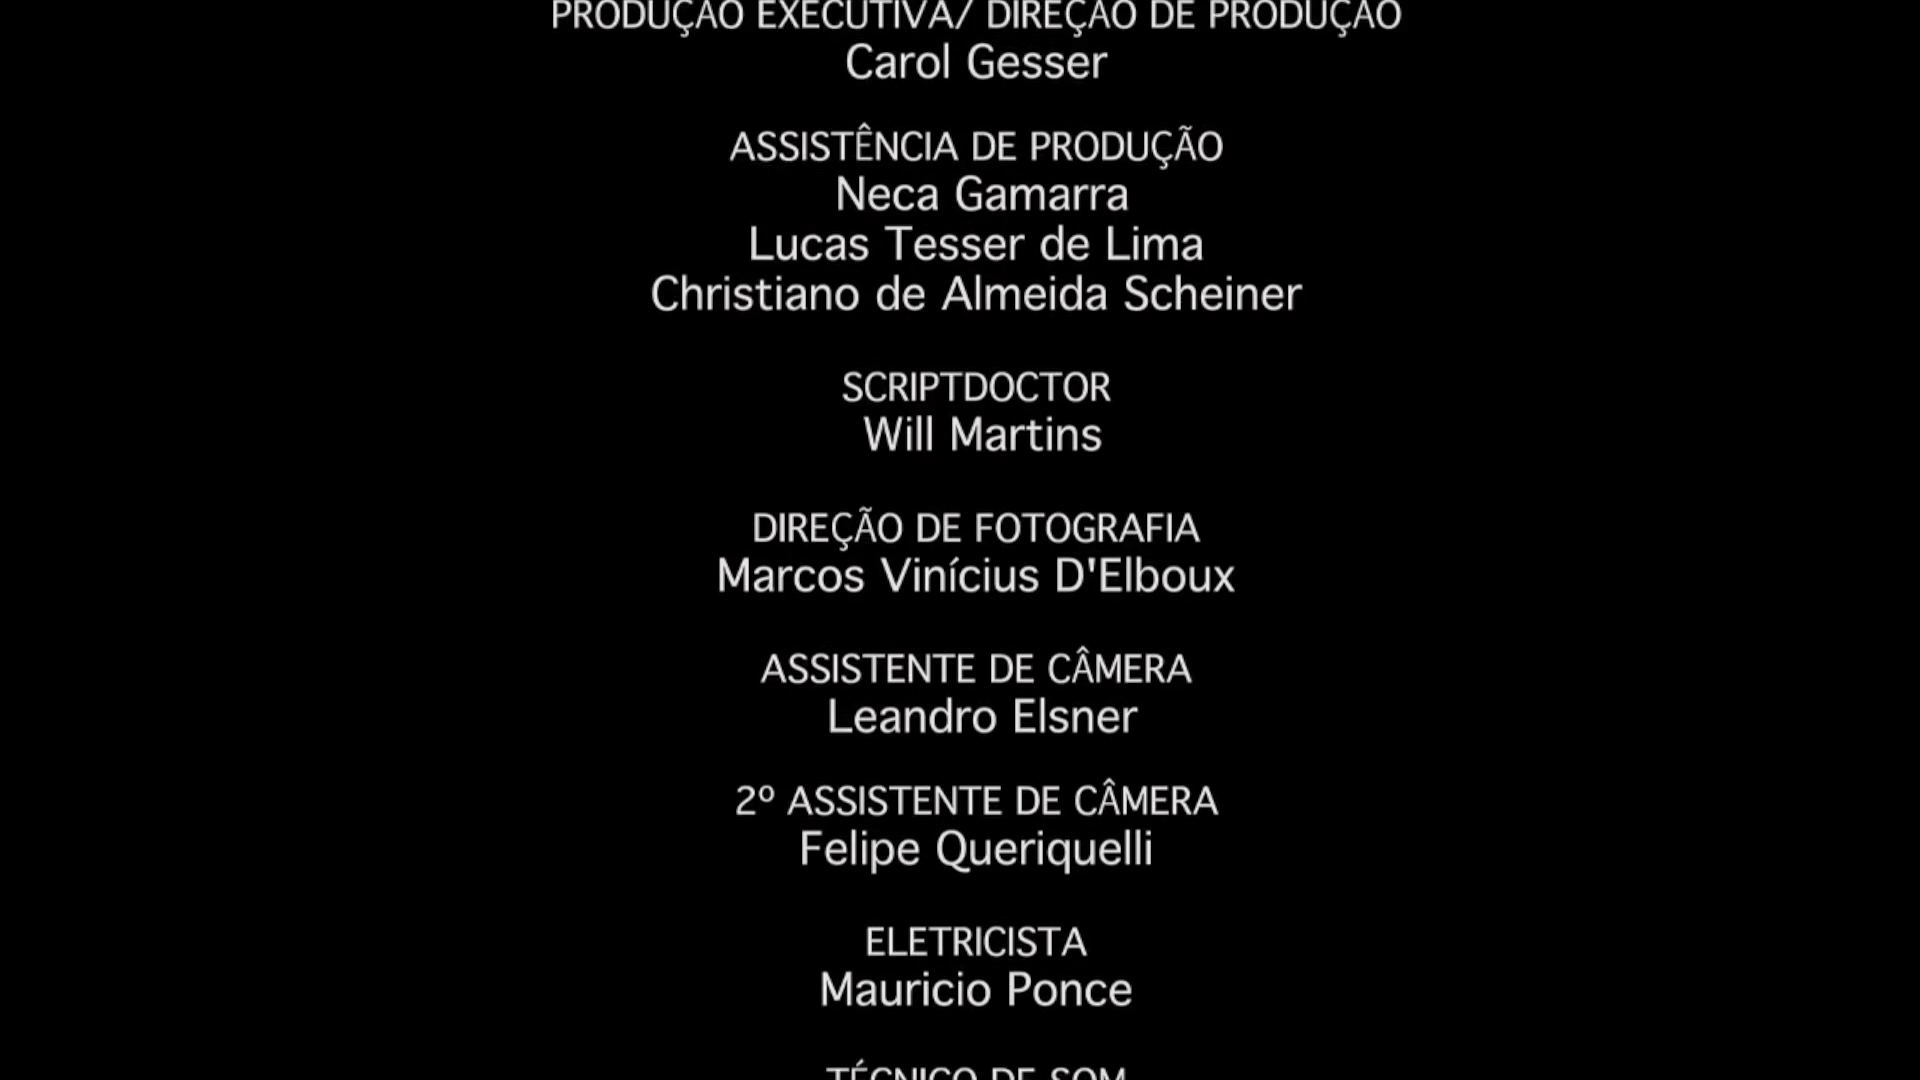 PRODUÇÃO EXECUTIVA/ DIREÇÃO DE PRODUÇÃO
Carol Gesser
ASSISTÊNCIA DE PRODUÇÃO
Neca Gamarra
Lucas Tesser de Lima
Christiano de Almeida Scheiner
SCRIPTDOCTOR
Will Martins
DIREÇÃO DE FOTOGRAFIA
Marcos Vinícius D'Elboux
ASSISTENTE DE CÂMERA
Leandro Elsner
2º ASSISTENTE DE CÂMERA
Felipe Queriquelli
ELETRICISTA
Mauricio Ponce
TÉCNICO DE SOM